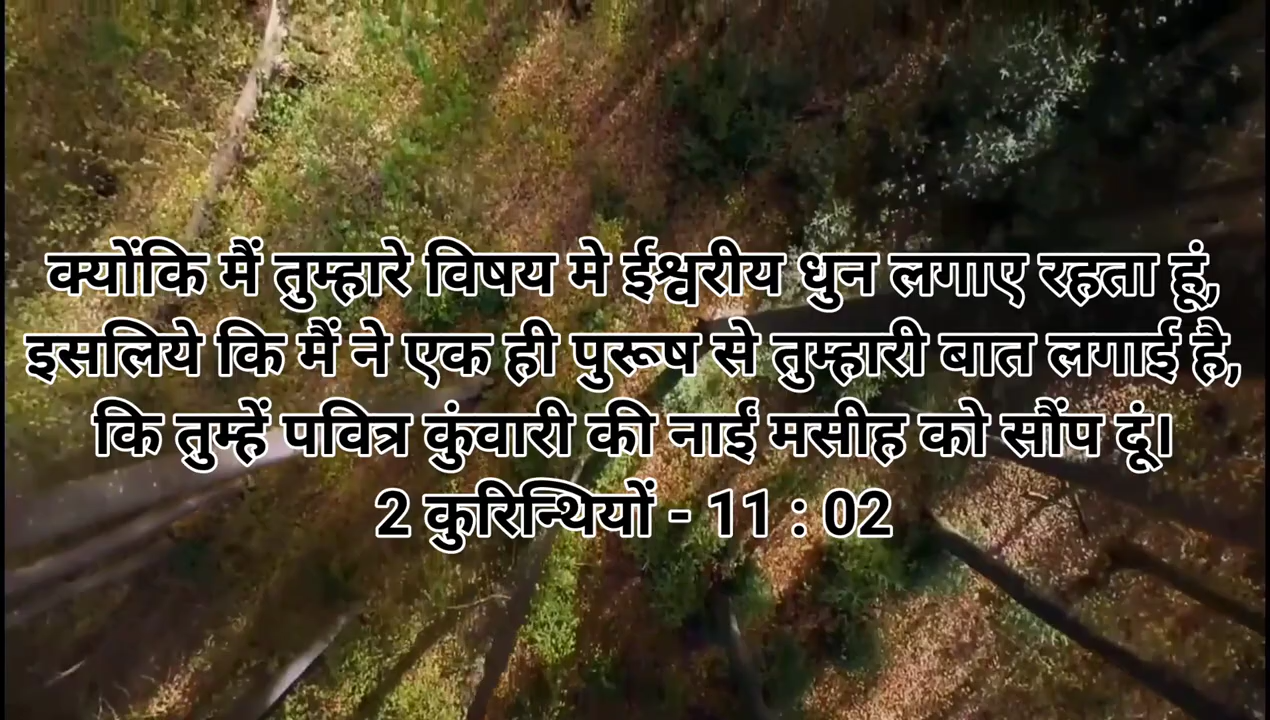 क्योंकि मैं तुम्हारे विषय मे ईश्वरीय धुन लगाए रहता हूं,
इसलिये कि मैं ने एक ही पुरूष से तुम्हारी बात लगाई है,
कि तुम्हें पवित्र कुंवारी की नाईं मसीह को सौंप दूं।
2 कुरिन्थियों - 11 : 02